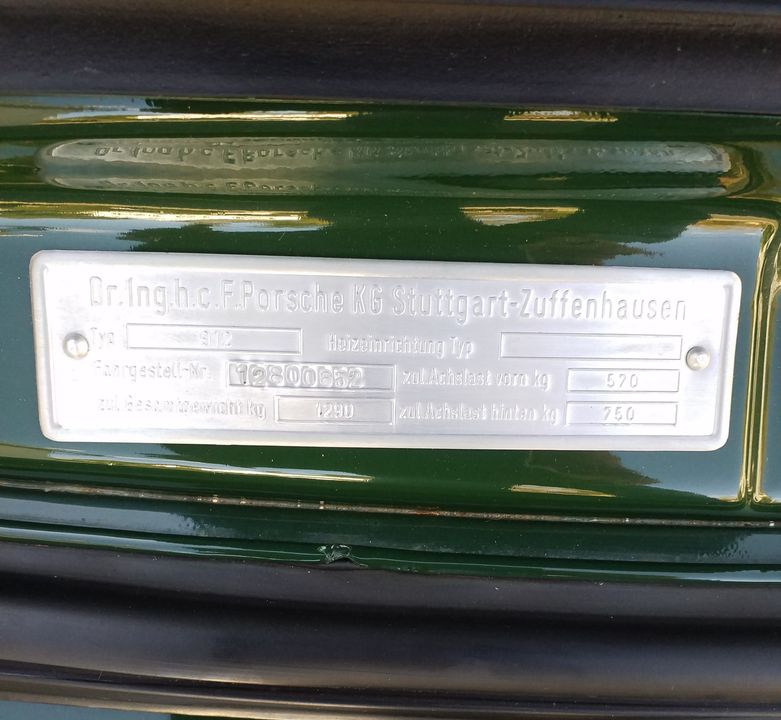 Dr.Ing.h.c.F.Porsche KG Stuttgart-Zuffenhausen
Typ 912 Heizeinrichtung Typ
Fahrgestell-Nr. 12800652 zul.Achslast vorn kg 570
zul.Gesamtgewicht kg 1290 zul.Achslast hinten kg 750